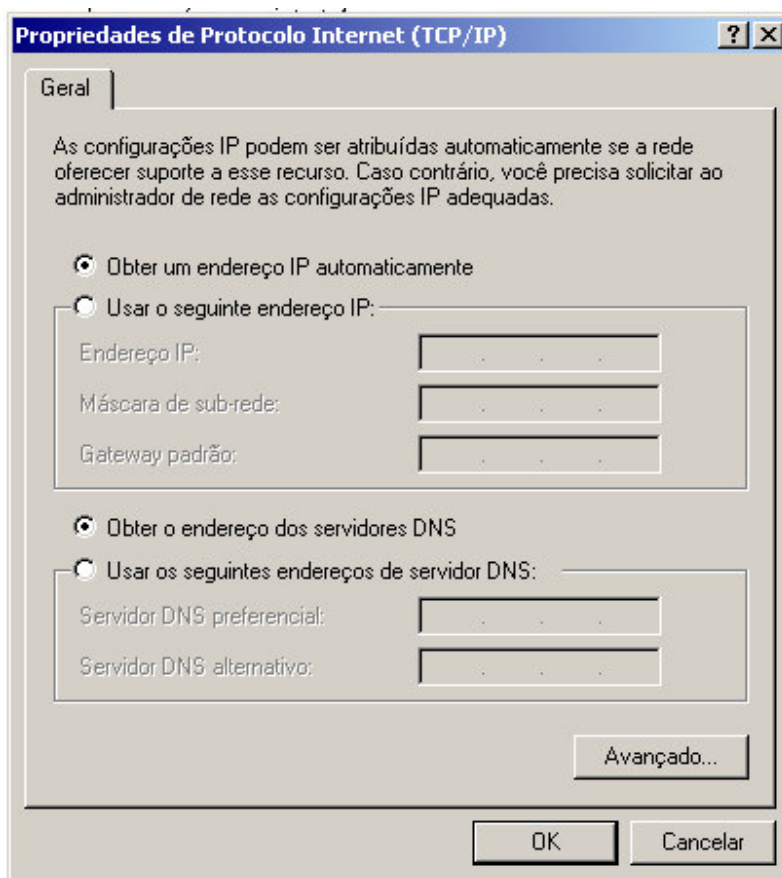 Propriedades de Protocolo Internet (TCP/IP)
Geral
As configurações IP podem ser atribuídas automaticamente se a rede
oferecer suporte a esse recurso. Caso contrário, você precisa solicitar ao
administrador de rede as configurações IP adequadas.
Obter um endereço IP automaticamente
Usar o seguinte endereço IP:
Endereço IP:
Máscara de sub-rede:
Gateway padrão:
Obter o endereço dos servidores DNS
Usar os seguintes endereços de servidor DNS:
Servidor DNS preferencial:
Servidor DNS alternativo:
Avançado...
OK
Cancelar